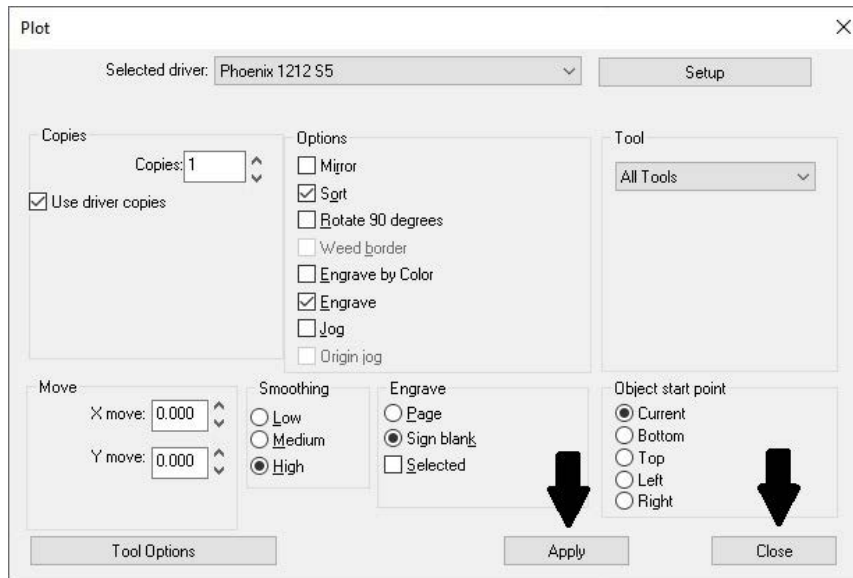 Plot
Selected driver: Phoenix 1212 S5
Setup
Copies
Copies: 1
Use driver copies
Options
Mirror
Sort
Rotate 90 degrees
Weed border
Engrave by Color
Engrave
Jog
Origin jog
Tool
All Tools
Move
X move: 0.000
Y move: 0.000
Smoothing
Low
Medium
High
Engrave
Page
Sign blank
Selected
Object start point
Current
Bottom
Top
Left
Right
Tool Options
Apply
Close